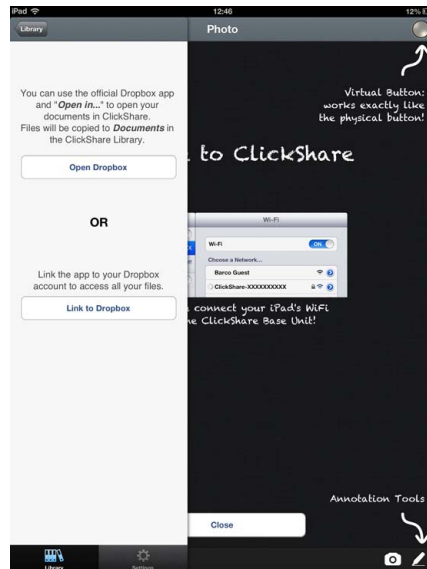 iPad 12:46 12%
Library
Photo
You can use the official Dropbox app
and "Open in..." to open your
documents in ClickShare.
Files will be copied to Documents in
the ClickShare Library.
Open Dropbox
OR
Link the app to your Dropbox
account to access all your files.
Link to Dropbox
Library
Settings
Virtual Button:
works exactly like
the physical button!
to ClickShare
Wi-Fi
Wi-Fi ON
Choose a Network...
Barco Guest
ClickShare-XXXXXXXXXX
connect your iPad's WiFi
ClickShare Base Unit!
Annotation Tools
Close